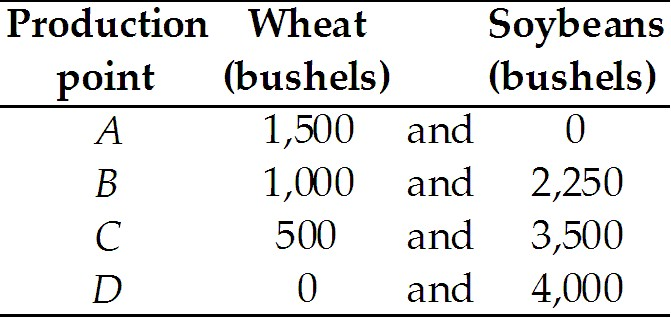 Production Wheat Soybeans
point (bushels) (bushels)
A 1,500 and 0
B 1,000 and 2,250
C 500 and 3,500
D 0 and 4,000